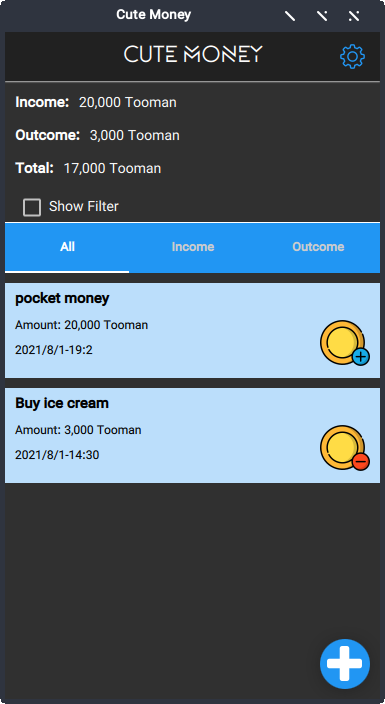 Cute Money
CUTE MONEY
Income: 20,000 Tooman
Outcome: 3,000 Tooman
Total: 17,000 Tooman
Show Filter
All Income Outcome
pocket money
Amount: 20,000 Tooman
2021/8/1-19:2
Buy ice cream
Amount: 3,000 Tooman
2021/8/1-14:30